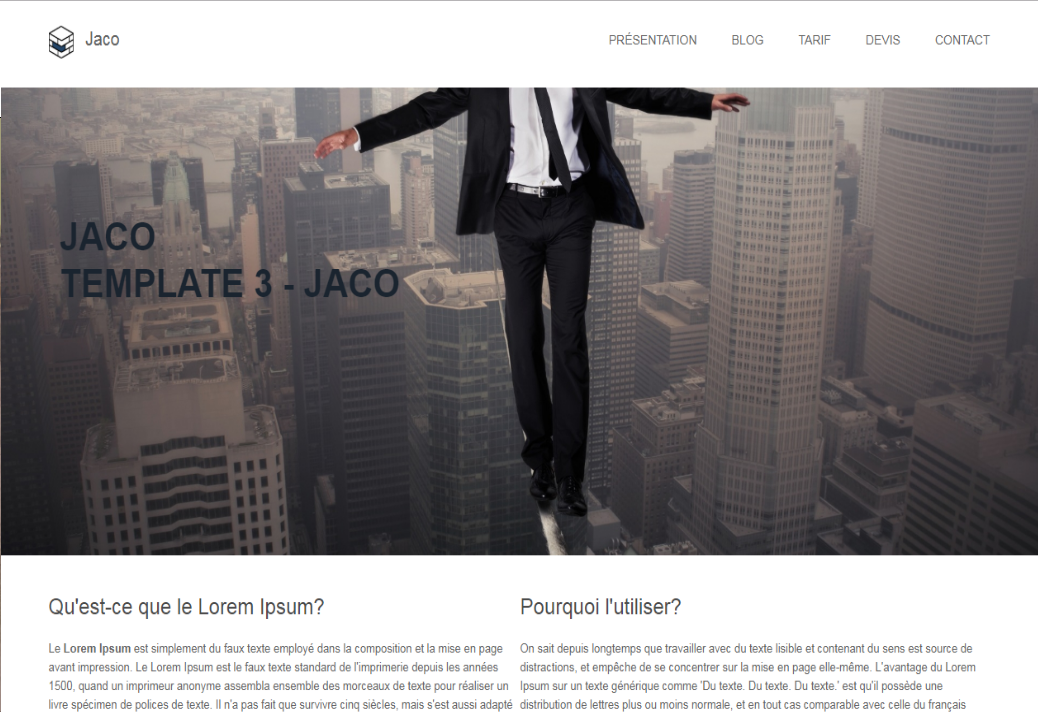 Jaco
PRÉSENTATION BLOG TARIF DEVIS CONTACT
JACO
TEMPLATE 3 - JACO
Qu'est-ce que le Lorem Ipsum?
Le Lorem Ipsum est simplement du faux texte employé dans la composition et la mise en page
avant impression. Le Lorem Ipsum est le faux texte standard de l'imprimerie depuis les années
1500, quand un imprimeur anonyme assembla ensemble des morceaux de texte pour réaliser un
livre spécimen de polices de texte. Il n'a pas fait que survivre cinq siècles, mais s'est aussi adapté
Pourquoi l'utiliser?
On sait depuis longtemps que travailler avec du texte lisible et contenant du sens est source de
distractions, et empêche de se concentrer sur la mise en page elle-même. L'avantage du Lorem
Ipsum sur un texte générique comme 'Du texte. Du texte. Du texte.' est qu'il possède une
distribution de lettres plus ou moins normale, et en tout cas comparable avec celle du français